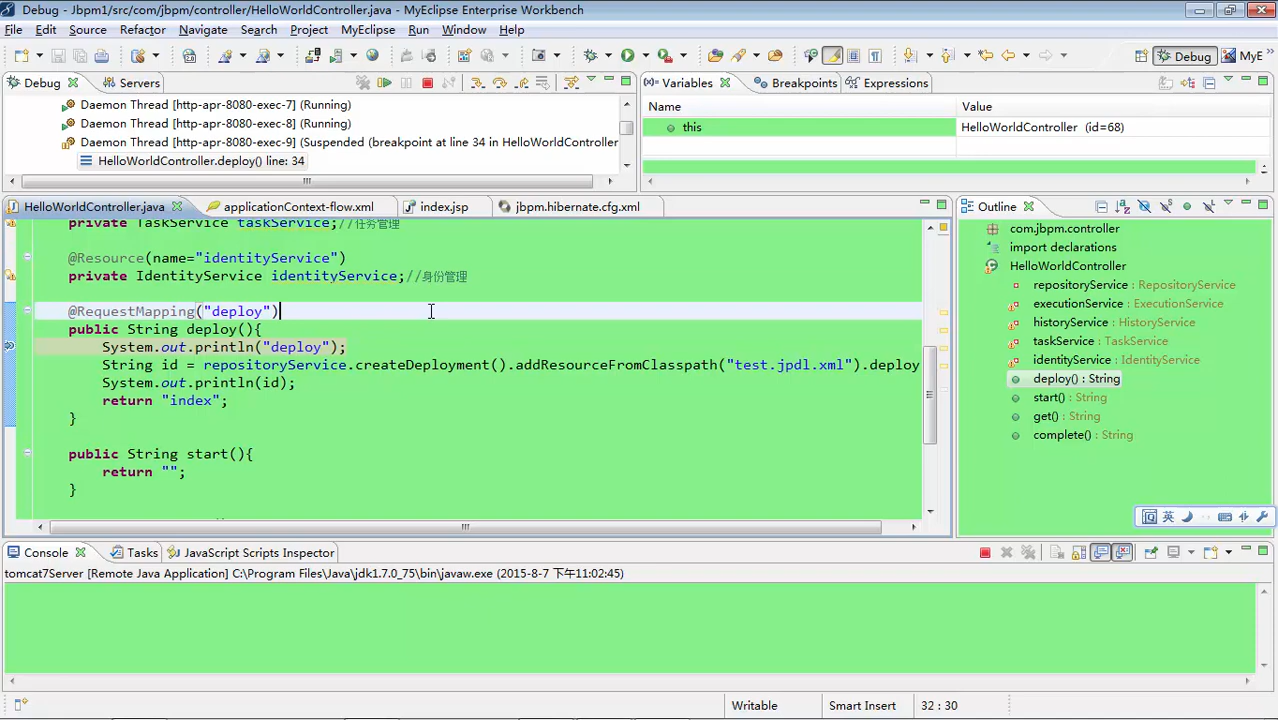 Debug - Jbpm1/src/com/jbpm/controller/HelloWorldController.java - MyEclipse Enterprise Workbench
File Edit Source Refactor Navigate Search Project MyEclipse Run Window Help
Debug MyE
Debug Servers
Daemon Thread [http-apr-8080-exec-7] (Running)
Daemon Thread [http-apr-8080-exec-8] (Running)
Daemon Thread [http-apr-8080-exec-9] (Suspended (breakpoint at line 34 in HelloWorldController
HelloWorldController.deploy() line: 34
Variables Breakpoints Expressions
Name Value
this HelloWorldController (id=68)
HelloWorldController.java applicationContext-flow.xml index.jsp jbpm.hibernate.cfg.xml
private TaskService taskService;//任务管理
@Resource(name="identityService")
private IdentityService identityService;//身份管理
@RequestMapping("deploy")
public String deploy(){
System.out.println("deploy");
String id = repositoryService.createDeployment().addResourceFromClasspath("test.jpdl.xml").deploy
System.out.println(id);
return "index";
}
public String start(){
return "";
}
Outline
com.jbpm.controller
import declarations
HelloWorldController
repositoryService : RepositoryService
executionService : ExecutionService
historyService : HistoryService
taskService : TaskService
identityService : IdentityService
deploy() : String
start() : String
get() : String
complete() : String
英
Console Tasks JavaScript Scripts Inspector
tomcat7Server [Remote Java Application] C:\Program Files\Java\jdk1.7.0_75\bin\javaw.exe (2015-8-7 下午11:02:45)
Writable Smart Insert 32 : 30